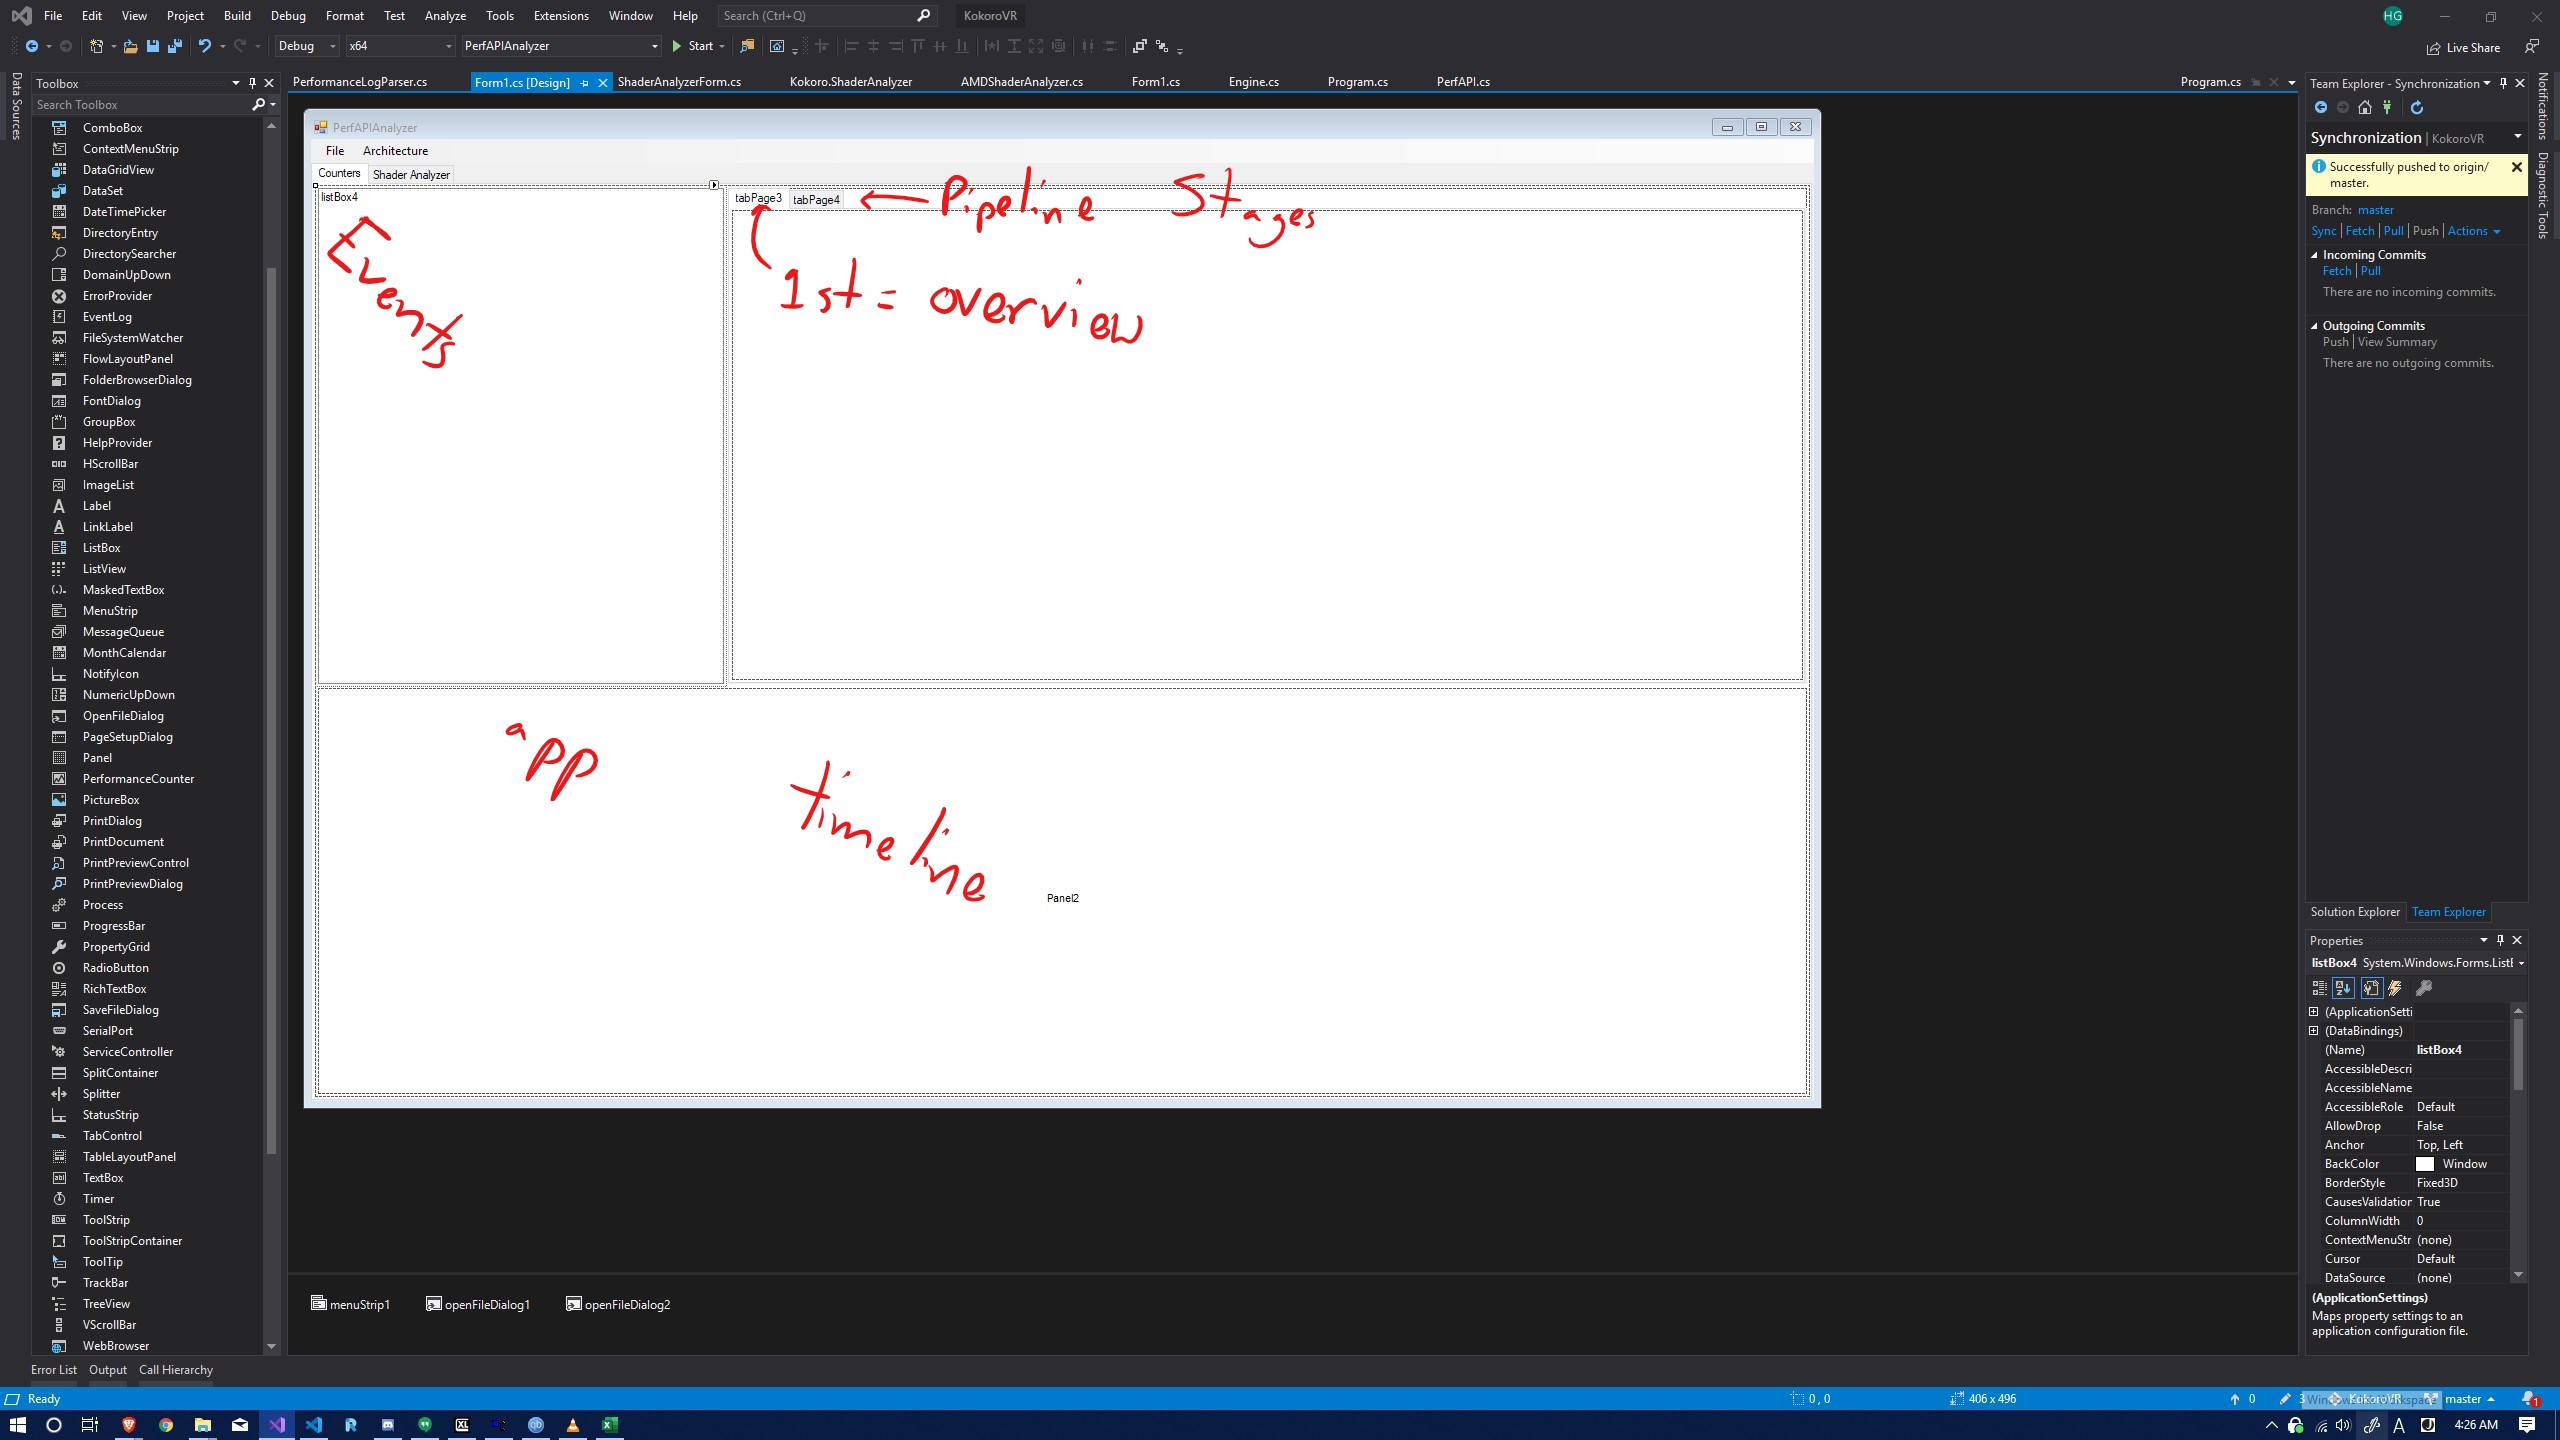 File Edit View Project Build Debug Format Test Analyze Tools Extensions Window Help Search (Ctrl+Q) KokoroVR HG
Debug x64 PerfAPIAnalyzer Start Live Share
Data Sources
Toolbox
Search Toolbox
ComboBox
ContextMenuStrip
DataGridView
DataSet
DateTimePicker
DirectoryEntry
DirectorySearcher
DomainUpDown
ErrorProvider
EventLog
FileSystemWatcher
FlowLayoutPanel
FolderBrowserDialog
FontDialog
GroupBox
HelpProvider
HScrollBar
ImageList
Label
LinkLabel
ListBox
ListView
MaskedTextBox
MenuStrip
MessageQueue
MonthCalendar
NotifyIcon
NumericUpDown
OpenFileDialog
PageSetupDialog
Panel
PerformanceCounter
PictureBox
PrintDialog
PrintDocument
PrintPreviewControl
PrintPreviewDialog
Process
ProgressBar
PropertyGrid
RadioButton
RichTextBox
SaveFileDialog
SerialPort
ServiceController
SplitContainer
Splitter
StatusStrip
TabControl
TableLayoutPanel
TextBox
Timer
ToolStrip
ToolStripContainer
ToolTip
TrackBar
TreeView
VScrollBar
WebBrowser
Error List Output Call Hierarchy
PerformanceLogParser.cs Form1.cs [Design] ShaderAnalyzerForm.cs Kokoro.ShaderAnalyzer AMDShaderAnalyzer.cs Form1.cs Engine.cs Program.cs PerfAPI.cs Program.cs
PerfAPIAnalyzer
File Architecture
Counters Shader Analyzer
listBox4
tabPage3 tabPage4
Pipeline Stages
Events
1st = overview
app timeline
Panel2
menuStrip1 openFileDialog1 openFileDialog2
Team Explorer - Synchronization
Synchronization | KokoroVR
Successfully pushed to origin/
master.
Branch: master
Sync | Fetch | Pull | Push | Actions
Incoming Commits
Fetch | Pull
There are no incoming commits.
Outgoing Commits
Push | View Summary
There are no outgoing commits.
Notifications
Diagnostic Tools
Solution Explorer Team Explorer
Properties
listBox4 System.Windows.Forms.List
(ApplicationSetti
(DataBindings)
(Name) listBox4
AccessibleDescri
AccessibleName
AccessibleRole Default
AllowDrop False
Anchor Top, Left
BackColor Window
BorderStyle Fixed3D
CausesValidation True
ColumnWidth 0
ContextMenuStr (none)
Cursor Default
DataSource (none)
(ApplicationSettings)
Maps property settings to an
application configuration file.
Ready 0 , 0 406 x 496 0 3 KokoroVR master 1
4:26 AM